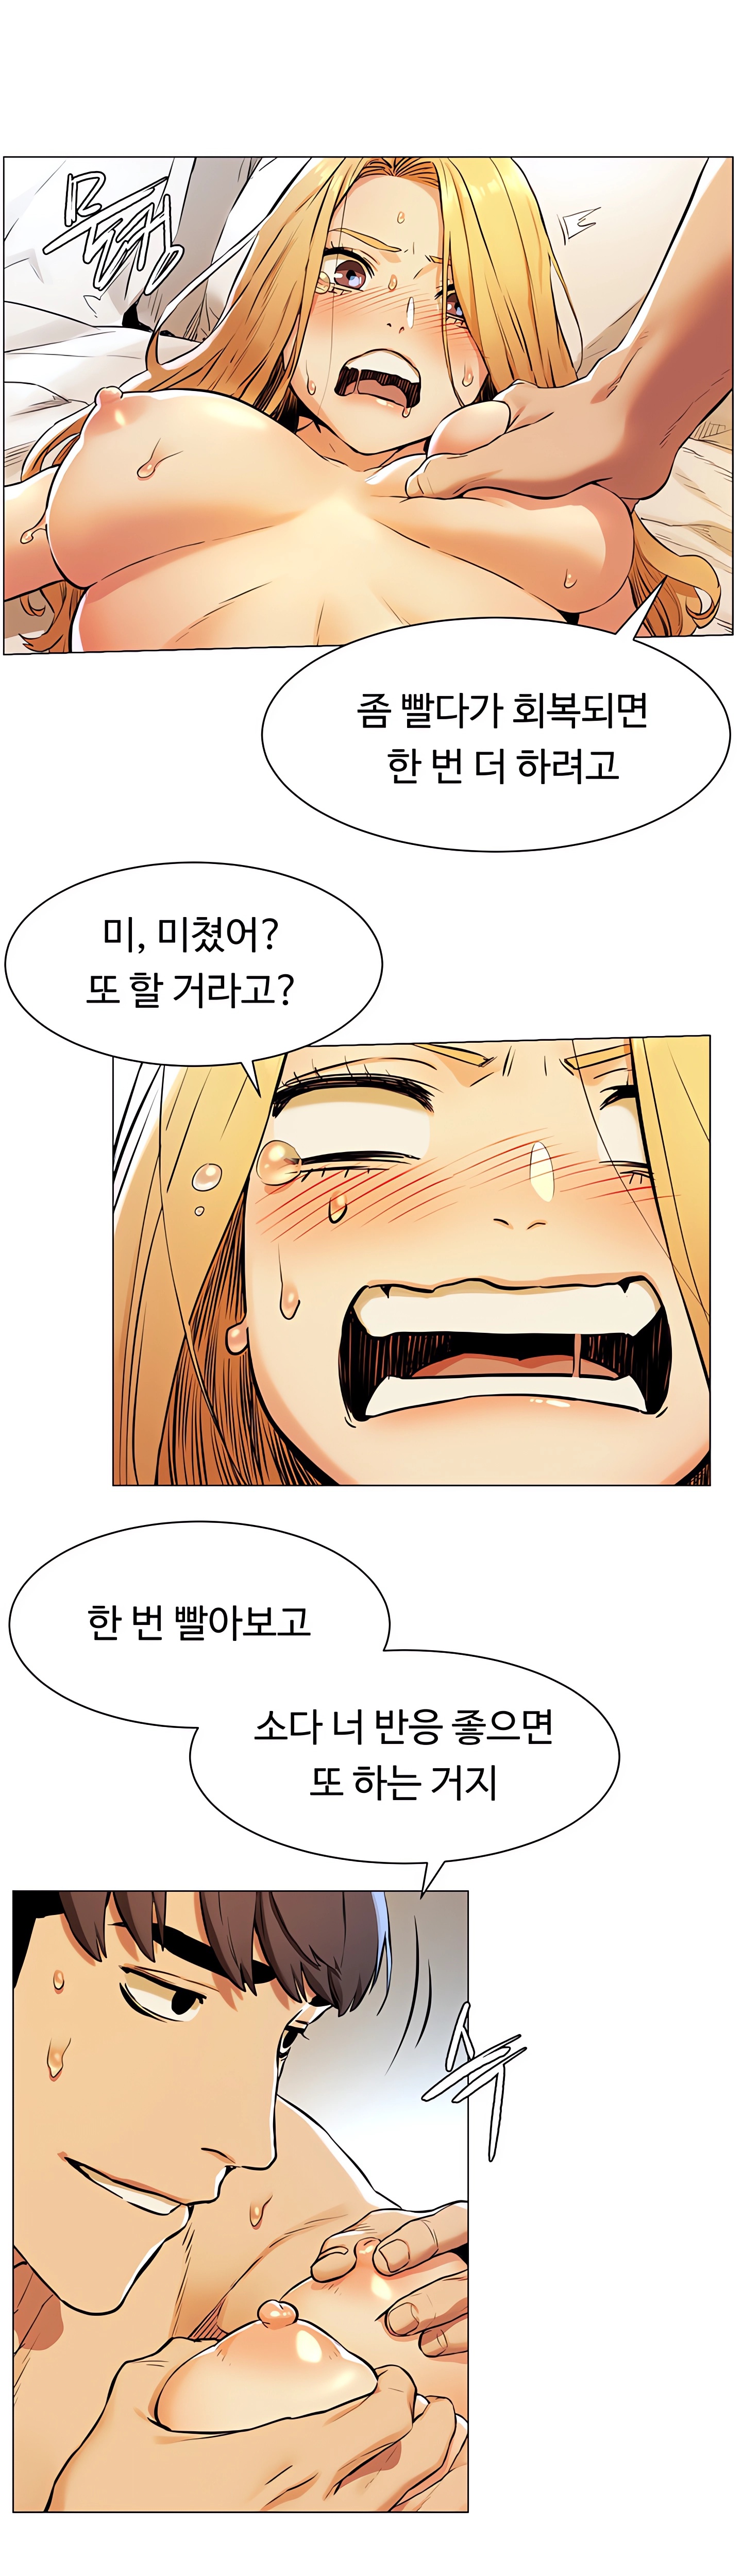 좀 빨다가 회복되면
한 번 더 하려고
미, 미쳤어?
또 할 거라고?
한 번 빨아보고
소다 너 반응 좋으면
또 하는 거지